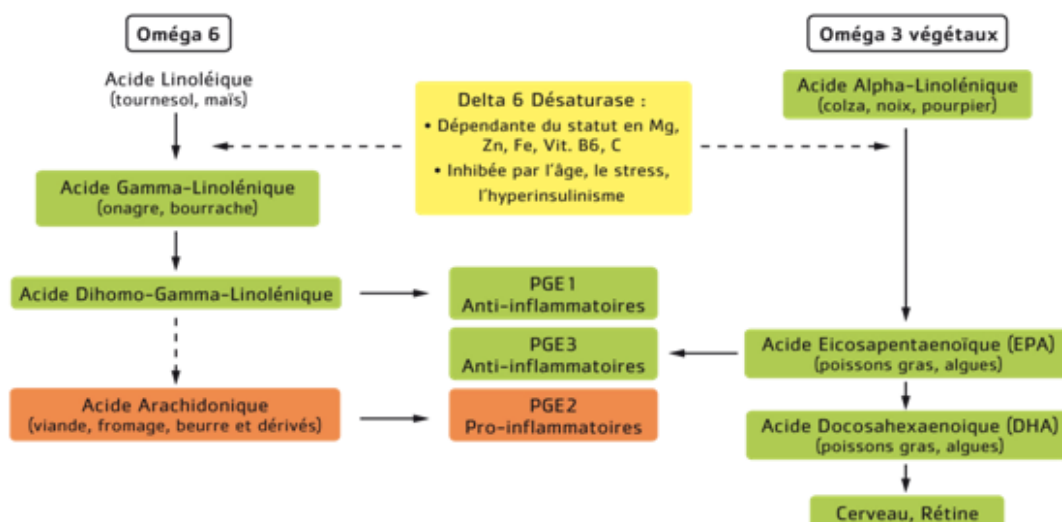 Oméga 6
Acide Linoléique
(tournesol, maïs)
Acide Gamma-Linolénique
(onagre, bourrache)
Acide Dihomo-Gamma-Linolénique
Acide Arachidonique
(viande, fromage, beurre et dérivés)
Delta 6 Désaturase :
• Dépendante du statut en Mg,
Zn, Fe, Vit. B6, C
• Inhibée par l'âge, le stress,
l'hyperinsulinisme
PGE1
Anti-inflammatoires
PGE3
Anti-inflammatoires
PGE2
Pro-inflammatoires
Oméga 3 végétaux
Acide Alpha-Linolénique
(colza, noix, pourpier)
Acide Eicosapentaenoïque (EPA)
(poissons gras, algues)
Acide Docosahexaenoique (DHA)
(poissons gras, algues)
Cerveau, Rétine